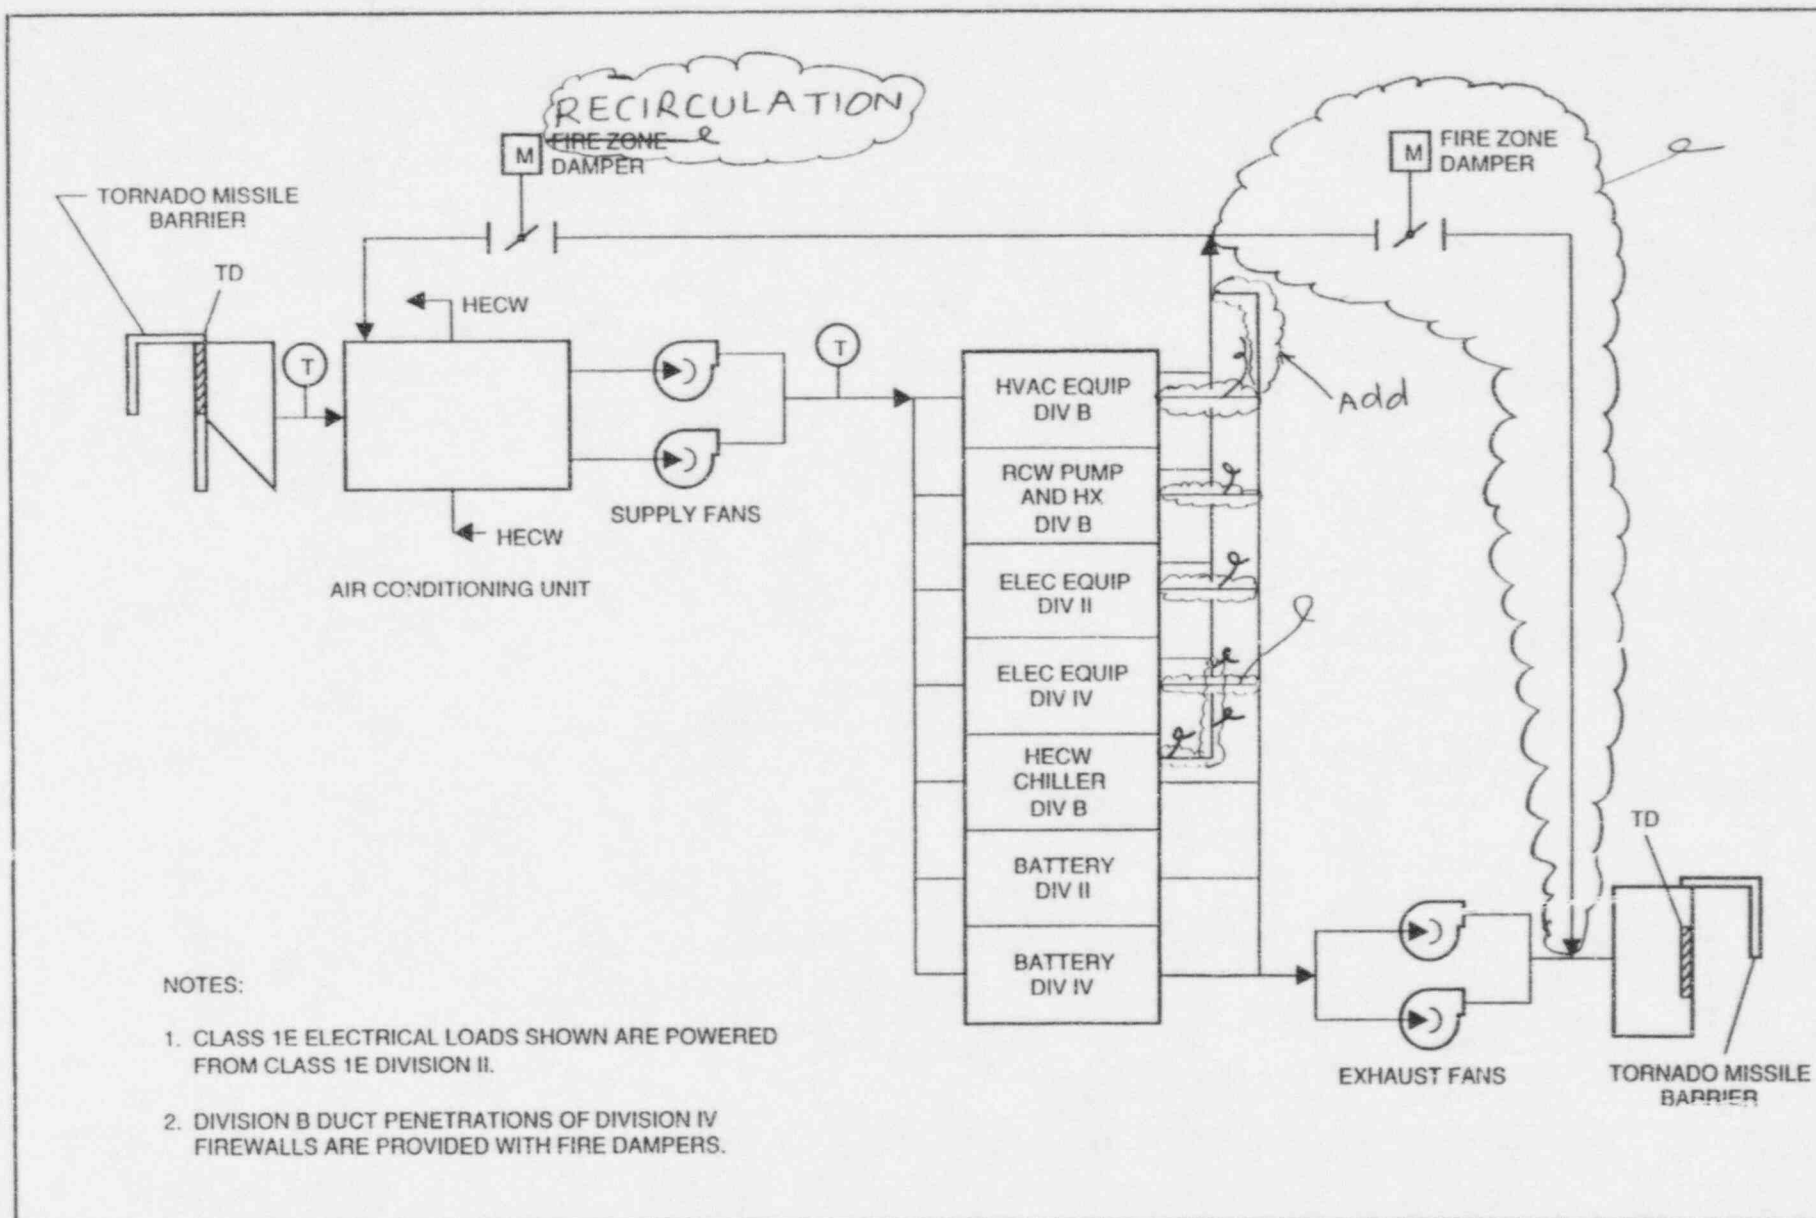 RECIRCULATION
M
FIRE ZONE
DAMPER
M
FIRE ZONE
DAMPER
TORNADO MISSILE
BARRIER
TD
HECW
T
T
HVAC EQUIP
DIV B
Add
RCW PUMP
AND HX
DIV B
SUPPLY FANS
HECW
AIR CONDITIONING UNIT
ELEC EQUIP
DIV II
ELEC EQUIP
DIV IV
HECW
CHILLER
DIV B
BATTERY
DIV II
BATTERY
DIV IV
TD
EXHAUST FANS
TORNADO MISSILE
BARRIER
NOTES:
1. CLASS 1E ELECTRICAL LOADS SHOWN ARE POWERED
FROM CLASS 1E DIVISION II.
2. DIVISION B DUCT PENETRATIONS OF DIVISION IV
FIREWALLS ARE PROVIDED WITH FIRE DAMPERS.